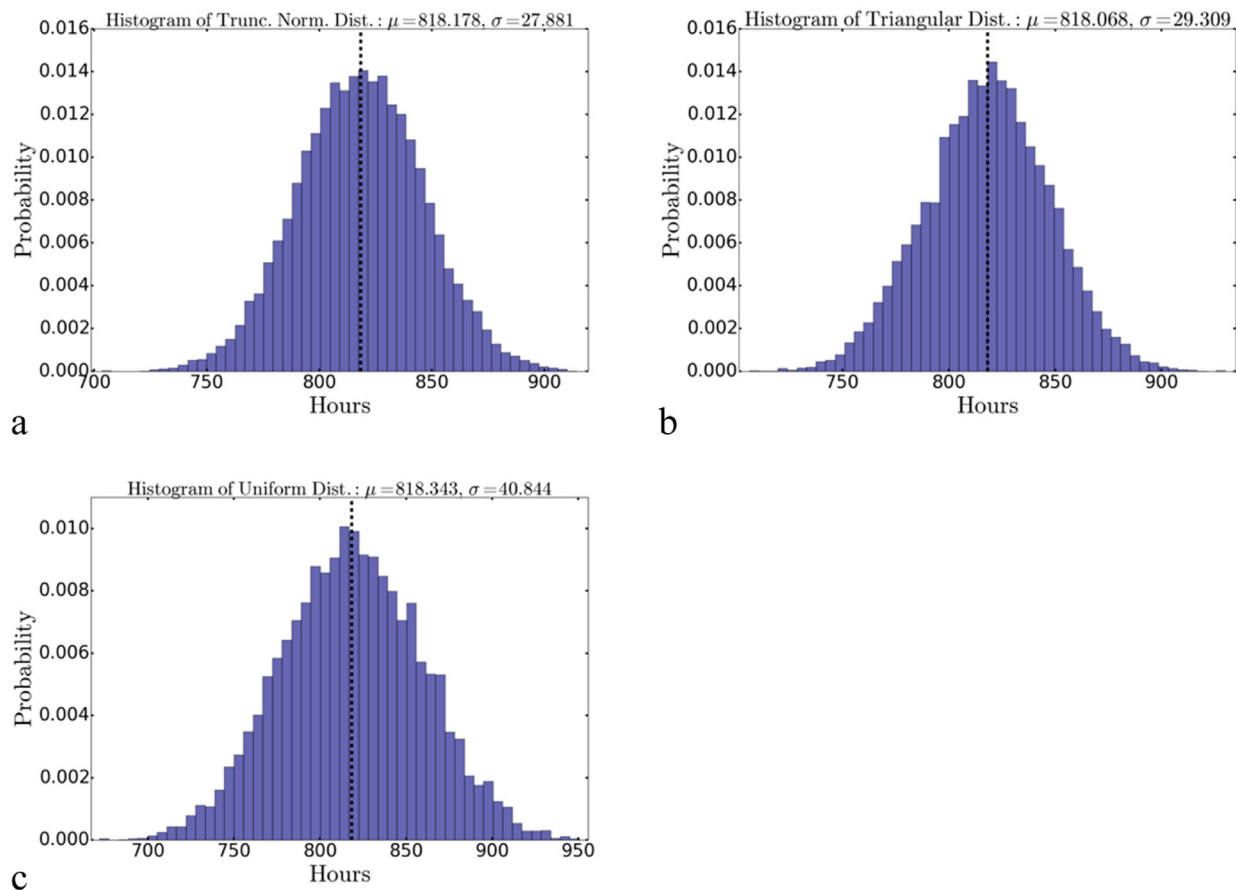 Histogram of Trunc. Norm. Dist.: μ=818.178, σ=27.881
0.016
0.014
0.012
0.010
0.008
0.006
0.004
0.002
0.000
Probability
700 750 800 850 900
Hours
a
Histogram of Triangular Dist.: μ=818.068, σ=29.309
0.016
0.014
0.012
0.010
0.008
0.006
0.004
0.002
0.000
Probability
750 800 850 900
Hours
b
Histogram of Uniform Dist.: μ=818.343, σ=40.844
0.010
0.008
0.006
0.004
0.002
0.000
Probability
700 750 800 850 900 950
Hours
c